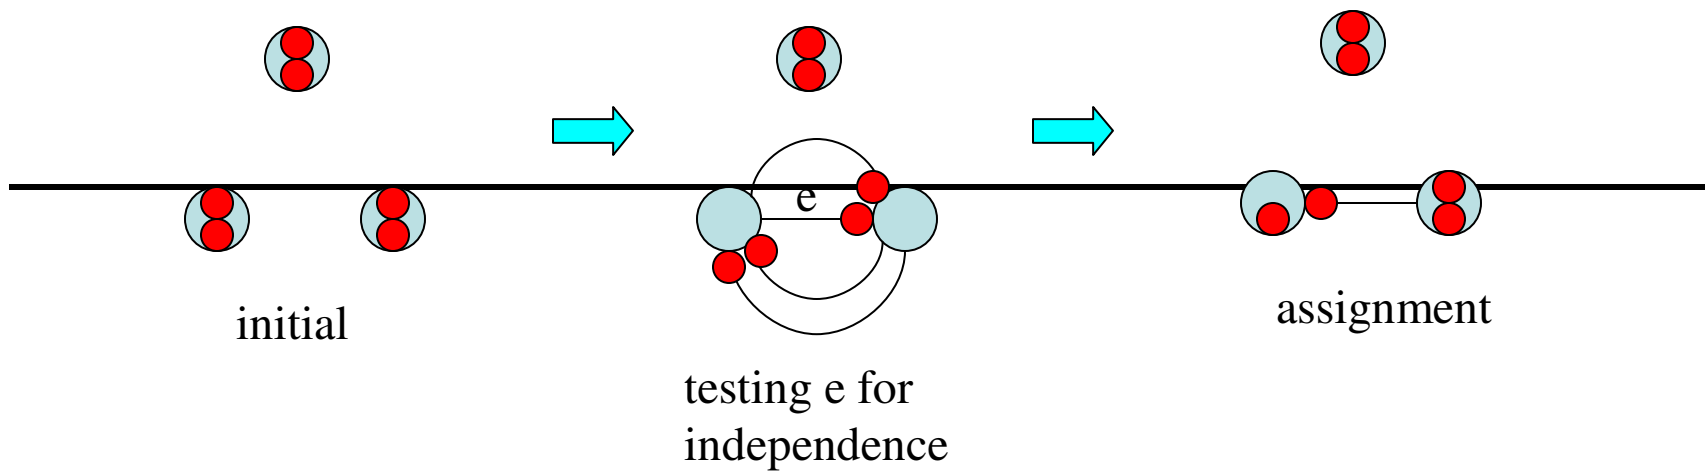 e
initial
testing e for
independence
assignment